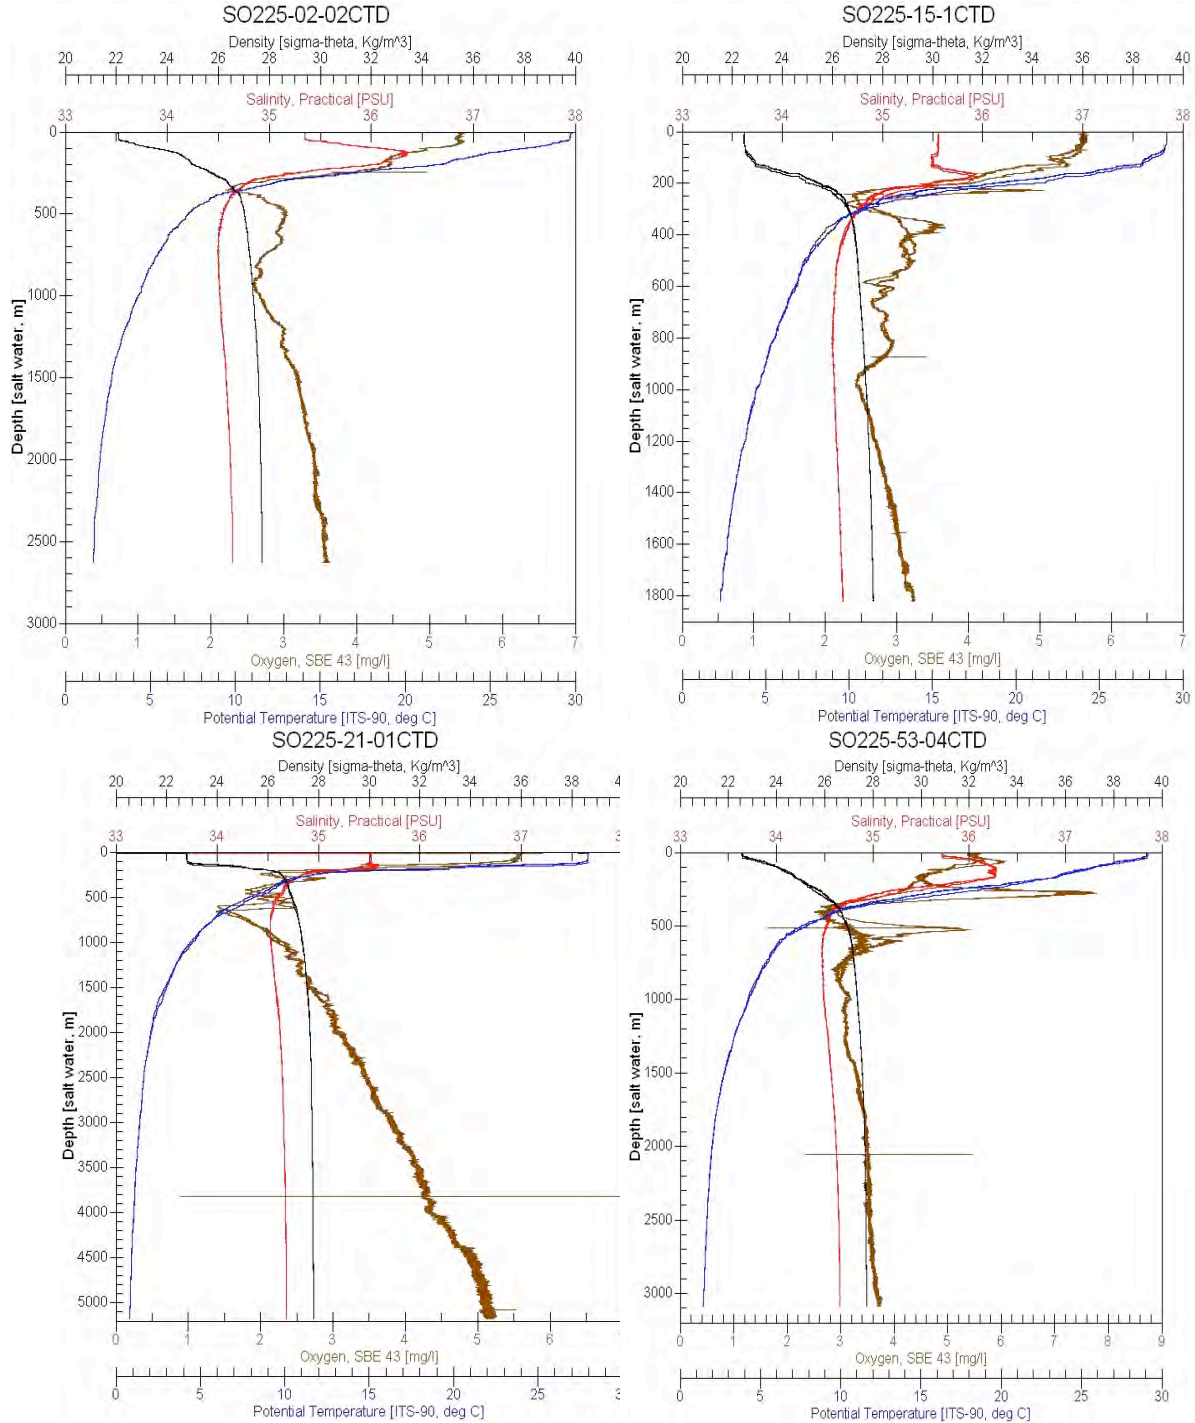 SO225-02-02CTD
Density [sigma-theta, Kg/m^3]
20 22 24 26 28 30 32 34 36 38 40
Salinity, Practical [PSU]
33 34 35 36 37 38
0
500
1000
1500
2000
2500
3000
Depth [salt water, m]
0 1 2 3 4 5 6 7
Oxygen, SBE 43 [mg/l]
0 5 10 15 20 25 30
Potential Temperature [ITS-90, deg C]
SO225-15-1CTD
Density [sigma-theta, Kg/m^3]
20 22 24 26 28 30 32 34 36 38 40
Salinity, Practical [PSU]
33 34 35 36 37 38
0
200
400
600
800
1000
1200
1400
1600
1800
Depth [salt water, m]
0 1 2 3 4 5 6 7
Oxygen, SBE 43 [mg/l]
0 5 10 15 20 25 30
Potential Temperature [ITS-90, deg C]
SO225-21-01CTD
Density [sigma-theta, Kg/m^3]
20 22 24 26 28 30 32 34 36 38
Salinity, Practical [PSU]
33 34 35 36 37
0
500
1000
1500
2000
2500
3000
3500
4000
4500
5000
Depth [salt water, m]
0 1 2 3 4 5 6
Oxygen, SBE 43 [mg/l]
0 5 10 15 20 25
Potential Temperature [ITS-90, deg C]
SO225-53-04CTD
Density [sigma-theta, Kg/m^3]
20 22 24 26 28 30 32 34 36 38 40
Salinity, Practical [PSU]
33 34 35 36 37 38
0
500
1000
1500
2000
2500
3000
Depth [salt water, m]
0 1 2 3 4 5 6 7 8 9
Oxygen, SBE 43 [mg/l]
0 5 10 15 20 25 30
Potential Temperature [ITS-90, deg C]